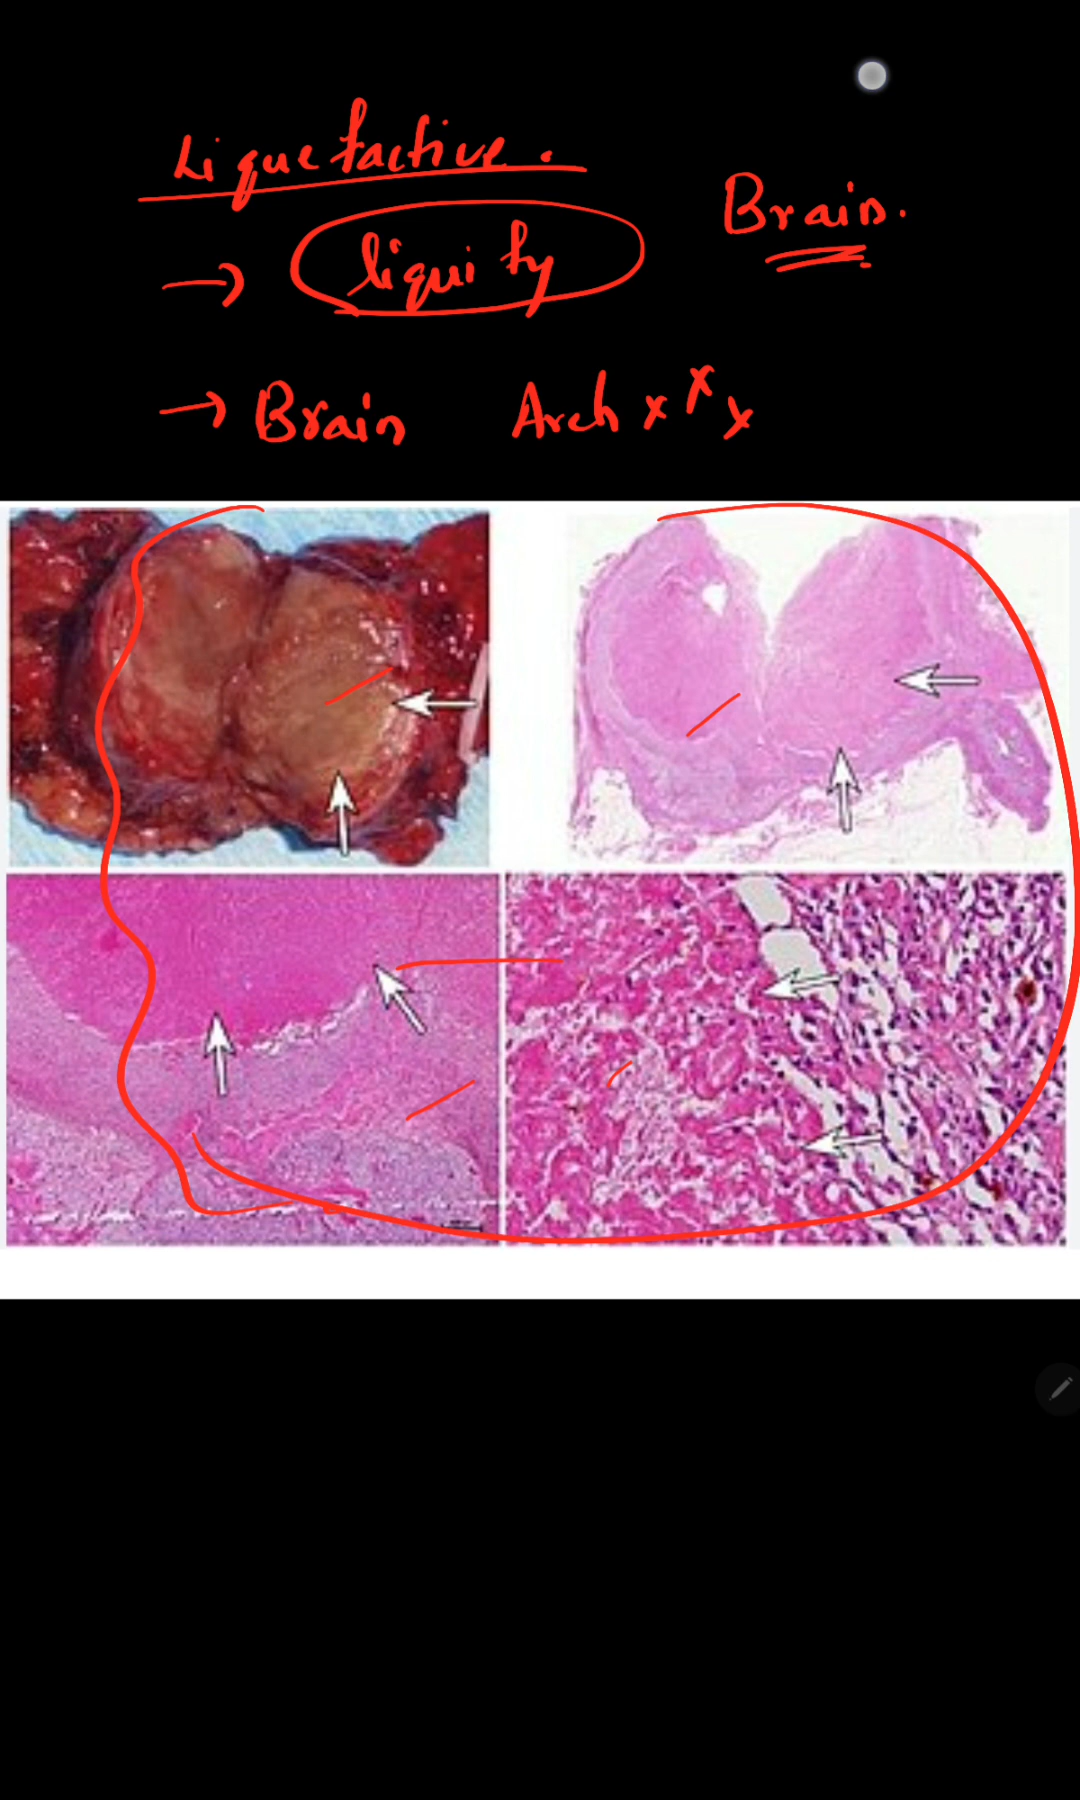 Liquefactive.
→ liquify
Brain.
→ Brain Arch x x x